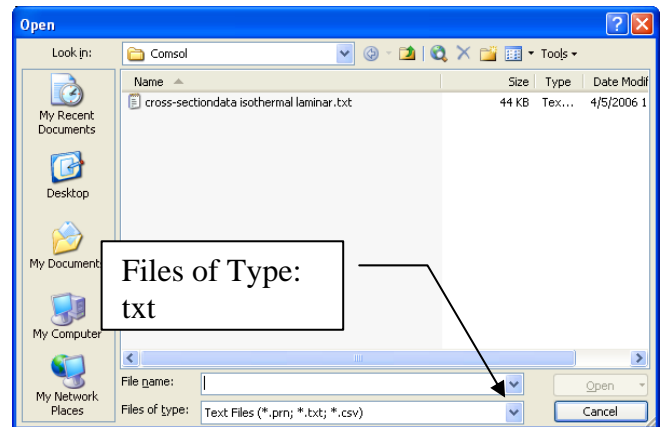 Open
Look in: Comsol Tools
Name Size Type Date Modif
cross-sectiondata isothermal laminar.txt 44 KB Tex... 4/5/2006 1
My Recent
Documents
Desktop
My Document
My Computer
My Network
Places
Files of Type:
txt
File name: Open
Files of type: Text Files (*.prn; *.txt; *.csv) Cancel